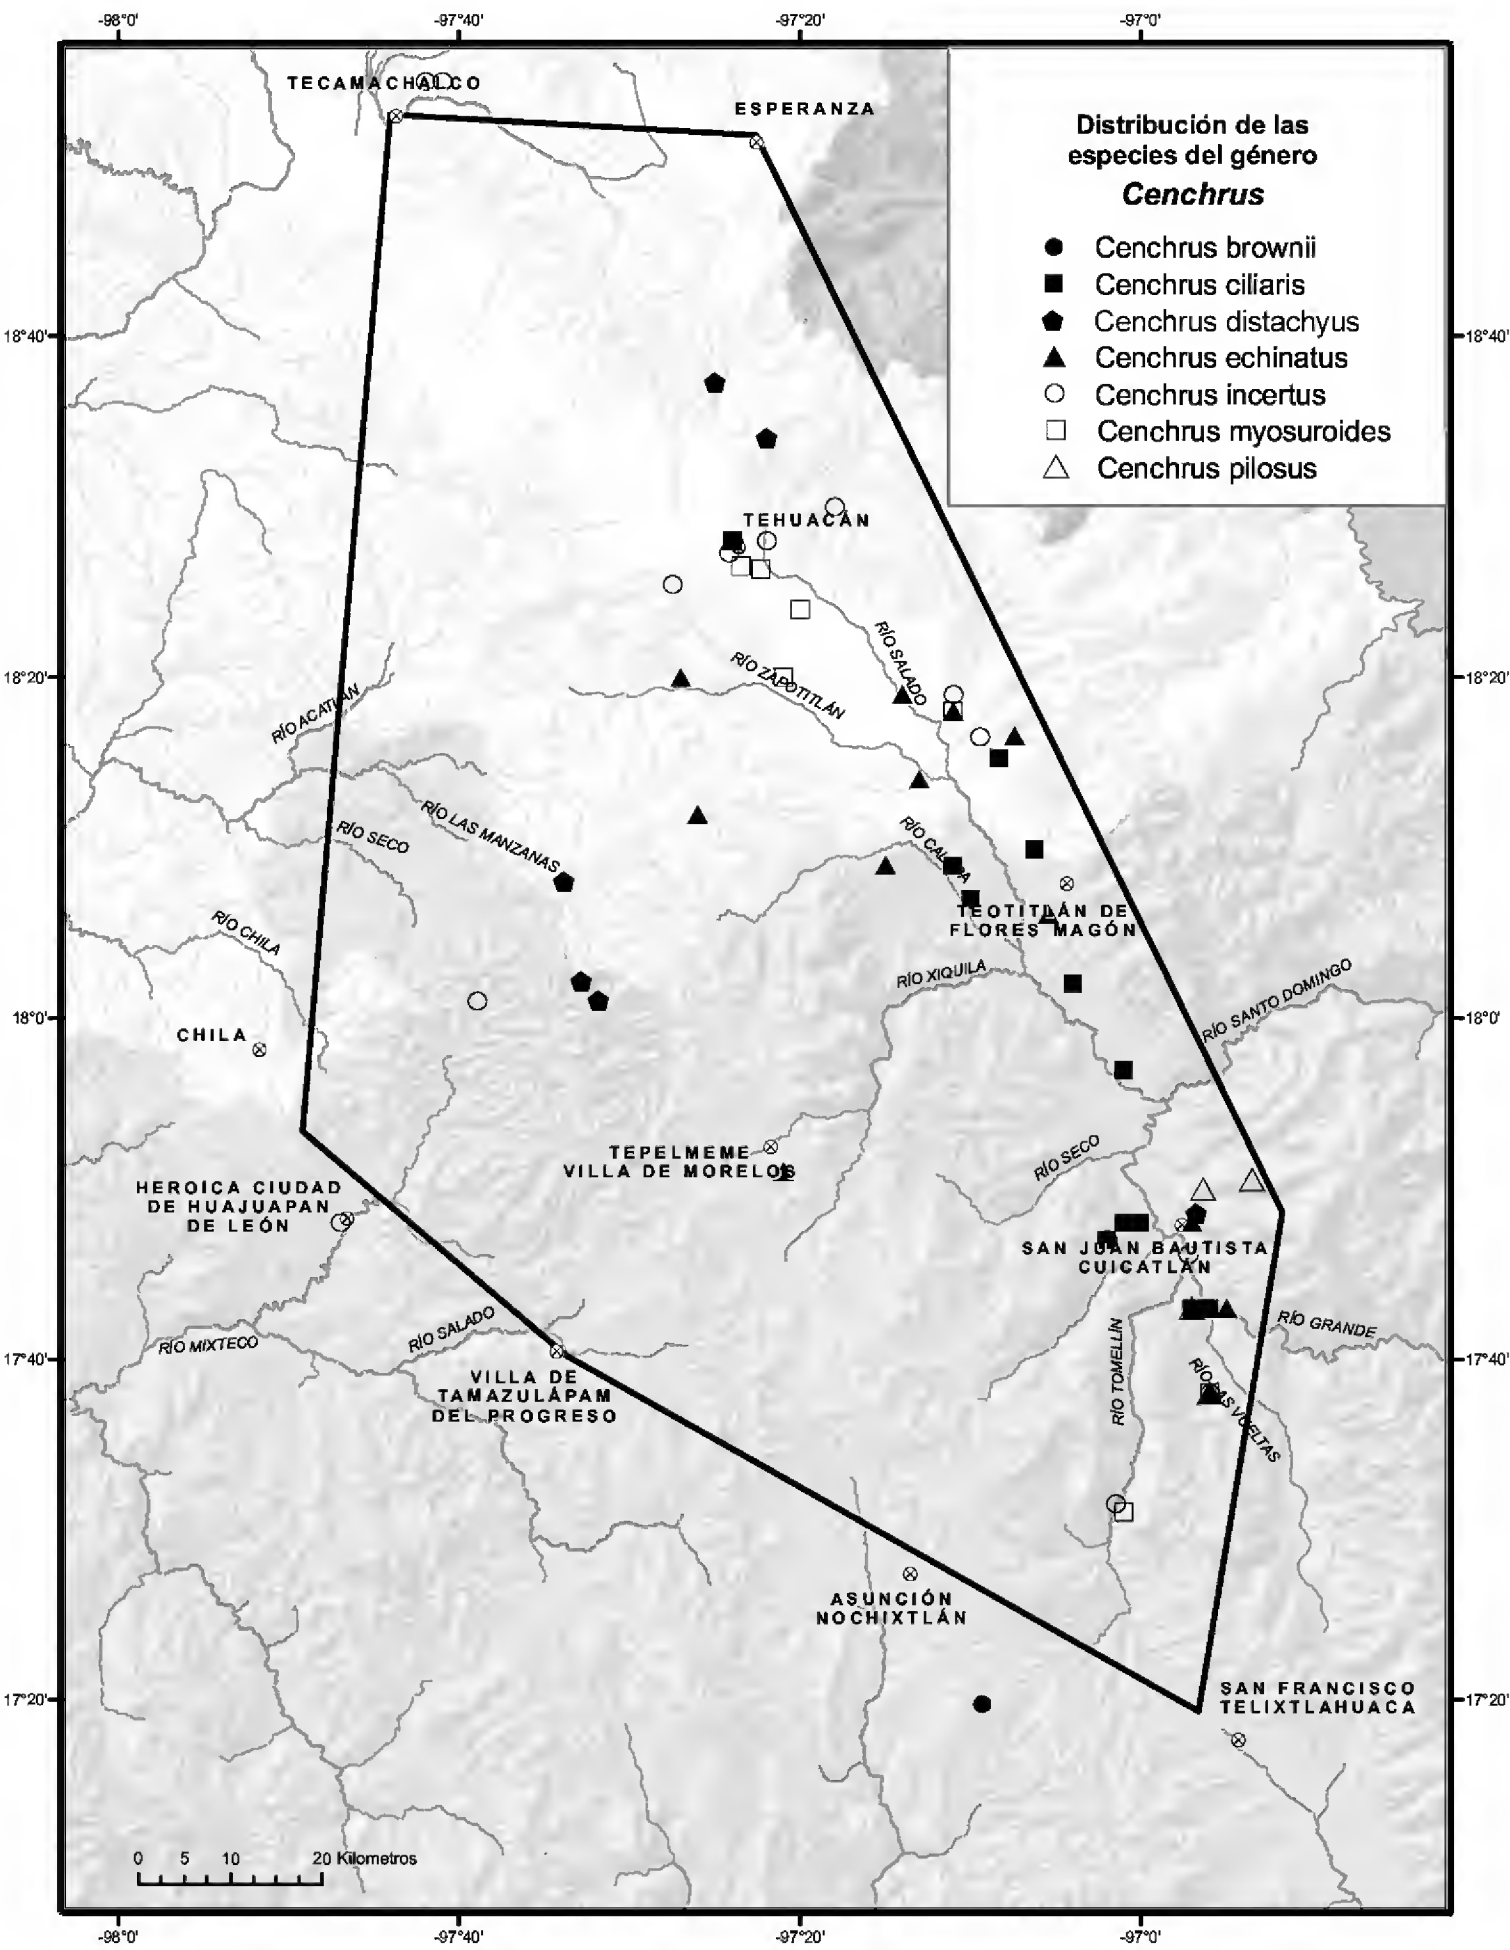 -98°0'
-97°40'
-97°20'
-97°0'
TECAMACHALCO
ESPERANZA
Distribución de las
especies del género
Cenchrus
Cenchrus brownii
Cenchrus ciliaris
Cenchrus distachyus
Cenchrus echinatus
Cenchrus incertus
Cenchrus myosuroides
Cenchrus pilosus
18°40'
18°40'
TEHUACÁN
RÍO SALADO
18°20'
RÍO ZAPOTITLÁN
18°20'
RÍO ACATLÁN
RÍO LAS MANZANAS
RÍO SECO
RÍO CALAPA
TEOTITLÁN DE
FLORES MAGÓN
RÍO CHILA
RÍO XIQUILA
RÍO SANTO DOMINGO
18°0'
18°0'
CHILA
TEPELMEME
VILLA DE MORELOS
RÍO SECO
HEROICA CIUDAD
DE HUAJUAPAN
DE LEÓN
SAN JUAN BAUTISTA
CUICATLÁN
RÍO MIXTECO
RÍO SALADO
RÍO GRANDE
17°40'
17°40'
VILLA DE
TAMAZULÁPAM
DEL PROGRESO
RÍO TOMELLÍN
RÍO LAS VUELTAS
ASUNCIÓN
NOCHIXTLÁN
17°20'
SAN FRANCISCO
TELIXTLAHUACA
17°20'
0 5 10 20 Kilometros
-98°0'
-97°40'
-97°20'
-97°0'